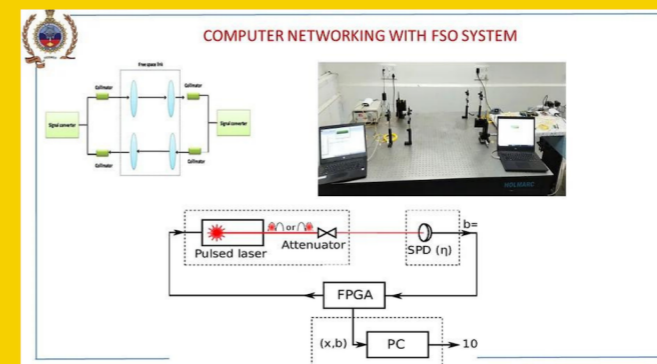 COMPUTER NETWORKING WITH FSO SYSTEM
Free space link
Collimator
Collimator
Signal converter
Signal converter
Collimator
Collimator
HOLMARC
or
Attenuator
Pulsed laser
b=
SPD (η)
FPGA
(x,b)
PC
10